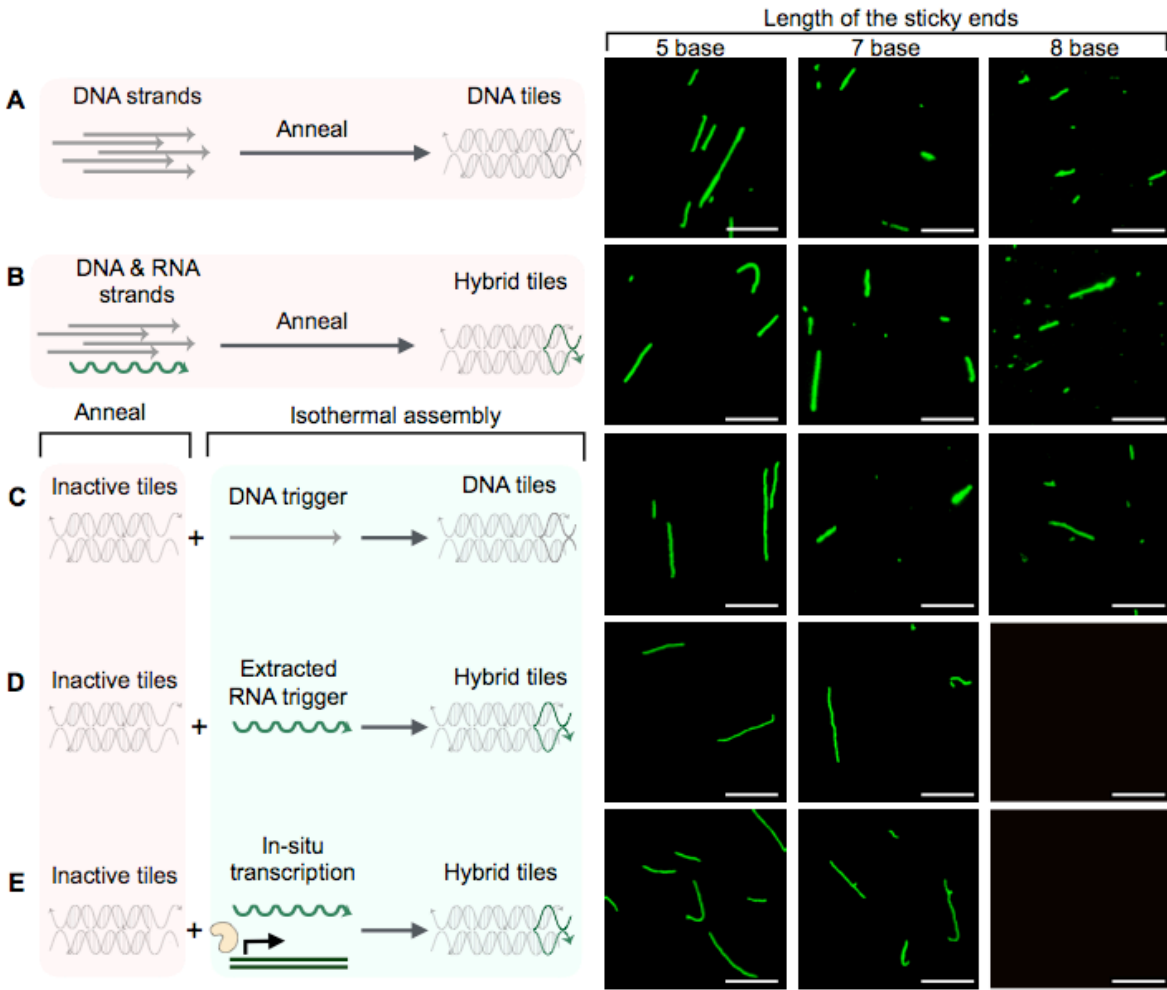 Length of the sticky ends
5 base 7 base 8 base
A
DNA strands
Anneal
DNA tiles
B
DNA & RNA
strands
Anneal
Hybrid tiles
Anneal
Isothermal assembly
C
Inactive tiles
+
DNA trigger
DNA tiles
D
Inactive tiles
+
Extracted
RNA trigger
Hybrid tiles
E
Inactive tiles
+
In-situ
transcription
Hybrid tiles